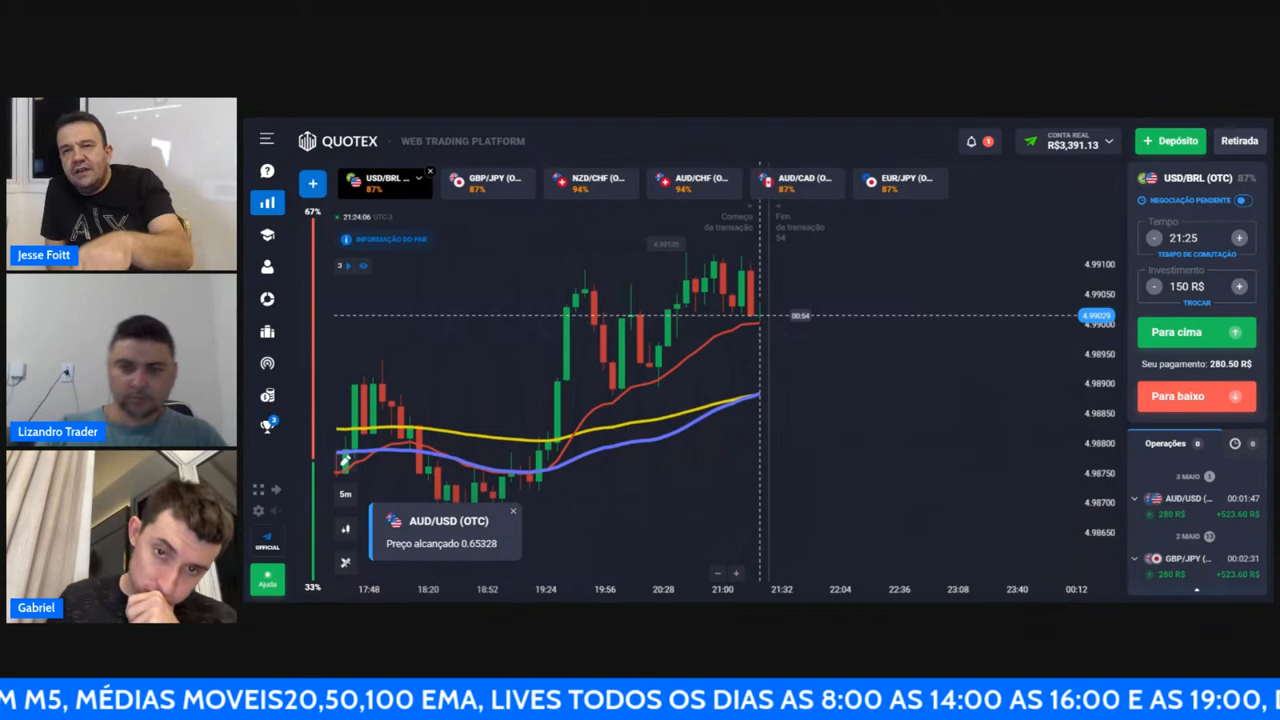 Jesse Foitt
Lizandro Trader
Gabriel
QUOTEX
WEB TRADING PLATFORM
1
CONTA REAL
R$3,391.13
Depósito
Retirada
USD/BRL ...
87%
GBP/JPY (O...
87%
NZD/CHF (O...
94%
AUD/CHF (...
94%
AUD/CAD (...
87%
EUR/JPY (O...
87%
USD/BRL (OTC)
87%
67%
21:24:06 UTC-3
INFORMAÇÃO DO PAR
3
Começo
da transação
Fim
da transação
54
00:54
4.99100
4.99050
4.99029
4.99000
4.98950
4.98900
4.98850
4.98800
4.98750
4.98700
4.98650
NEGOCIAÇÃO PENDENTE
Tempo
- 21:25 +
TEMPO DE COMUTAÇÃO
Investimento
- 150 R$ +
TROCAR
Para cima
Seu pagamento: 280.50 R$
Para baixo
Operações 0
0
3 MAIO 1
AUD/USD (... 00:01:47
280 R$ +523.60 R$
2 MAIO 13
GBP/JPY (... 00:02:31
280 R$ +523.60 R$
3
OFFICIAL
Ajuda
33%
5m
AUD/USD (OTC)
Preço alcançado 0.65328
17:48 18:20 18:52 19:24 19:56 20:28 21:00 21:32 22:04 22:36 23:08 23:40 00:12
M M5, MÉDIAS MOVEIS20,50,100 EMA, LIVES TODOS OS DIAS AS 8:00 AS 14:00 AS 16:00 E AS 19:00,